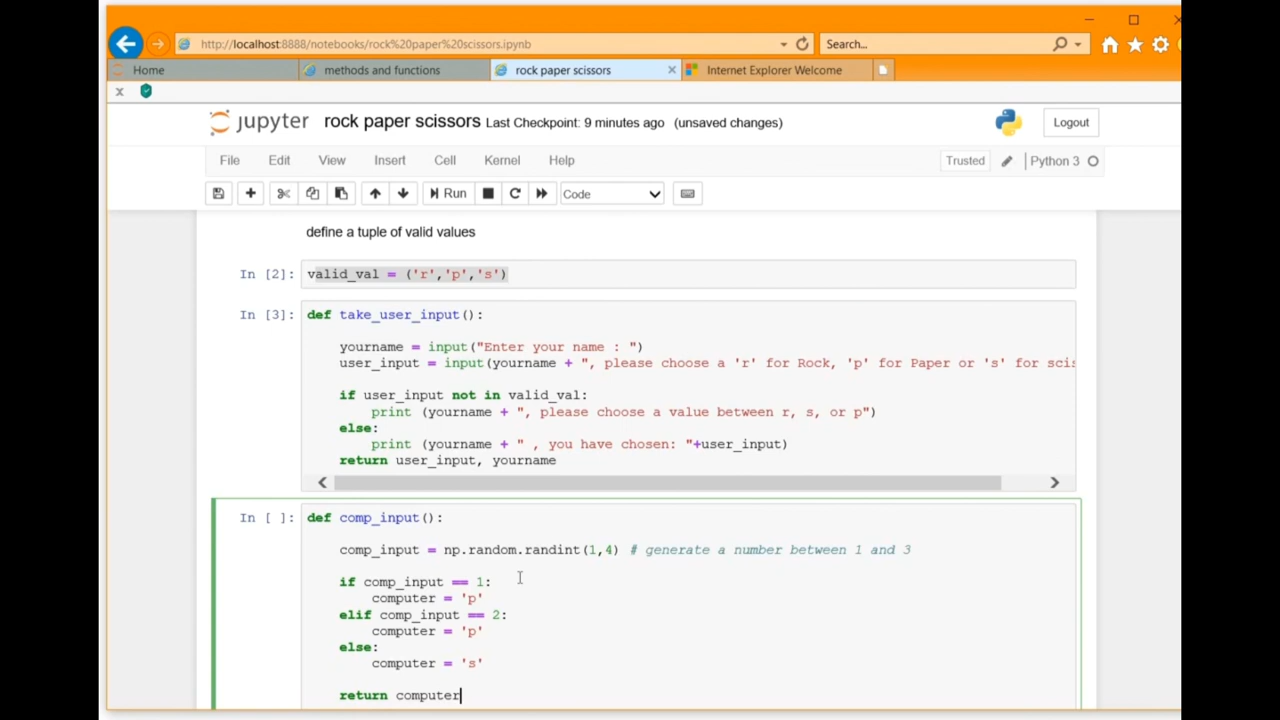 http://localhost:8888/notebooks/rock%20paper%20scissors.ipynb
Search...
Home
methods and functions
rock paper scissors
Internet Explorer Welcome
x
jupyter rock paper scissors Last Checkpoint: 9 minutes ago (unsaved changes)
Logout
File Edit View Insert Cell Kernel Help
Trusted
Python 3
Run
Code
define a tuple of valid values
In [2]: valid_val = ('r','p','s')
In [3]: def take_user_input():
yourname = input("Enter your name : ")
user_input = input(yourname + ", please choose a 'r' for Rock, 'p' for Paper or 's' for scis
if user_input not in valid_val:
print (yourname + ", please choose a value between r, s, or p")
else:
print (yourname + " , you have chosen: "+user_input)
return user_input, yourname
In [ ]: def comp_input():
comp_input = np.random.randint(1,4) # generate a number between 1 and 3
if comp_input == 1:
computer = 'p'
elif comp_input == 2:
computer = 'p'
else:
computer = 's'
return computer